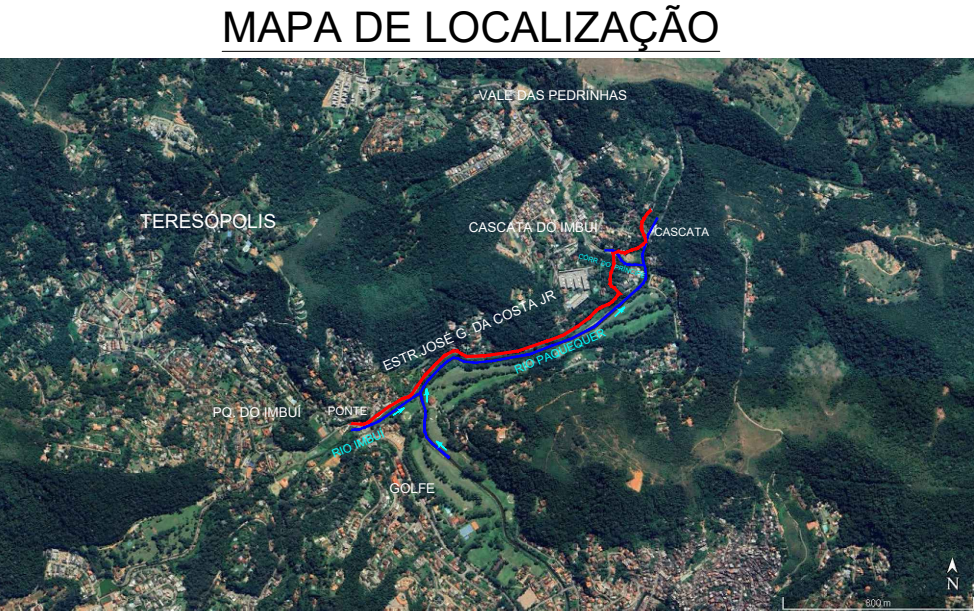 MAPA DE LOCALIZAÇÃO
VALE DAS PEDRINHAS
TERESÓPOLIS
CASCATA DO IMBUÍ
CASCATA
ESTR.JOSÉ G. DA COSTA JR
RIO PAQUEQUER
PQ. DO IMBUÍ
PONTE
RIO IMBUÍ
GOLFE
N
800 m